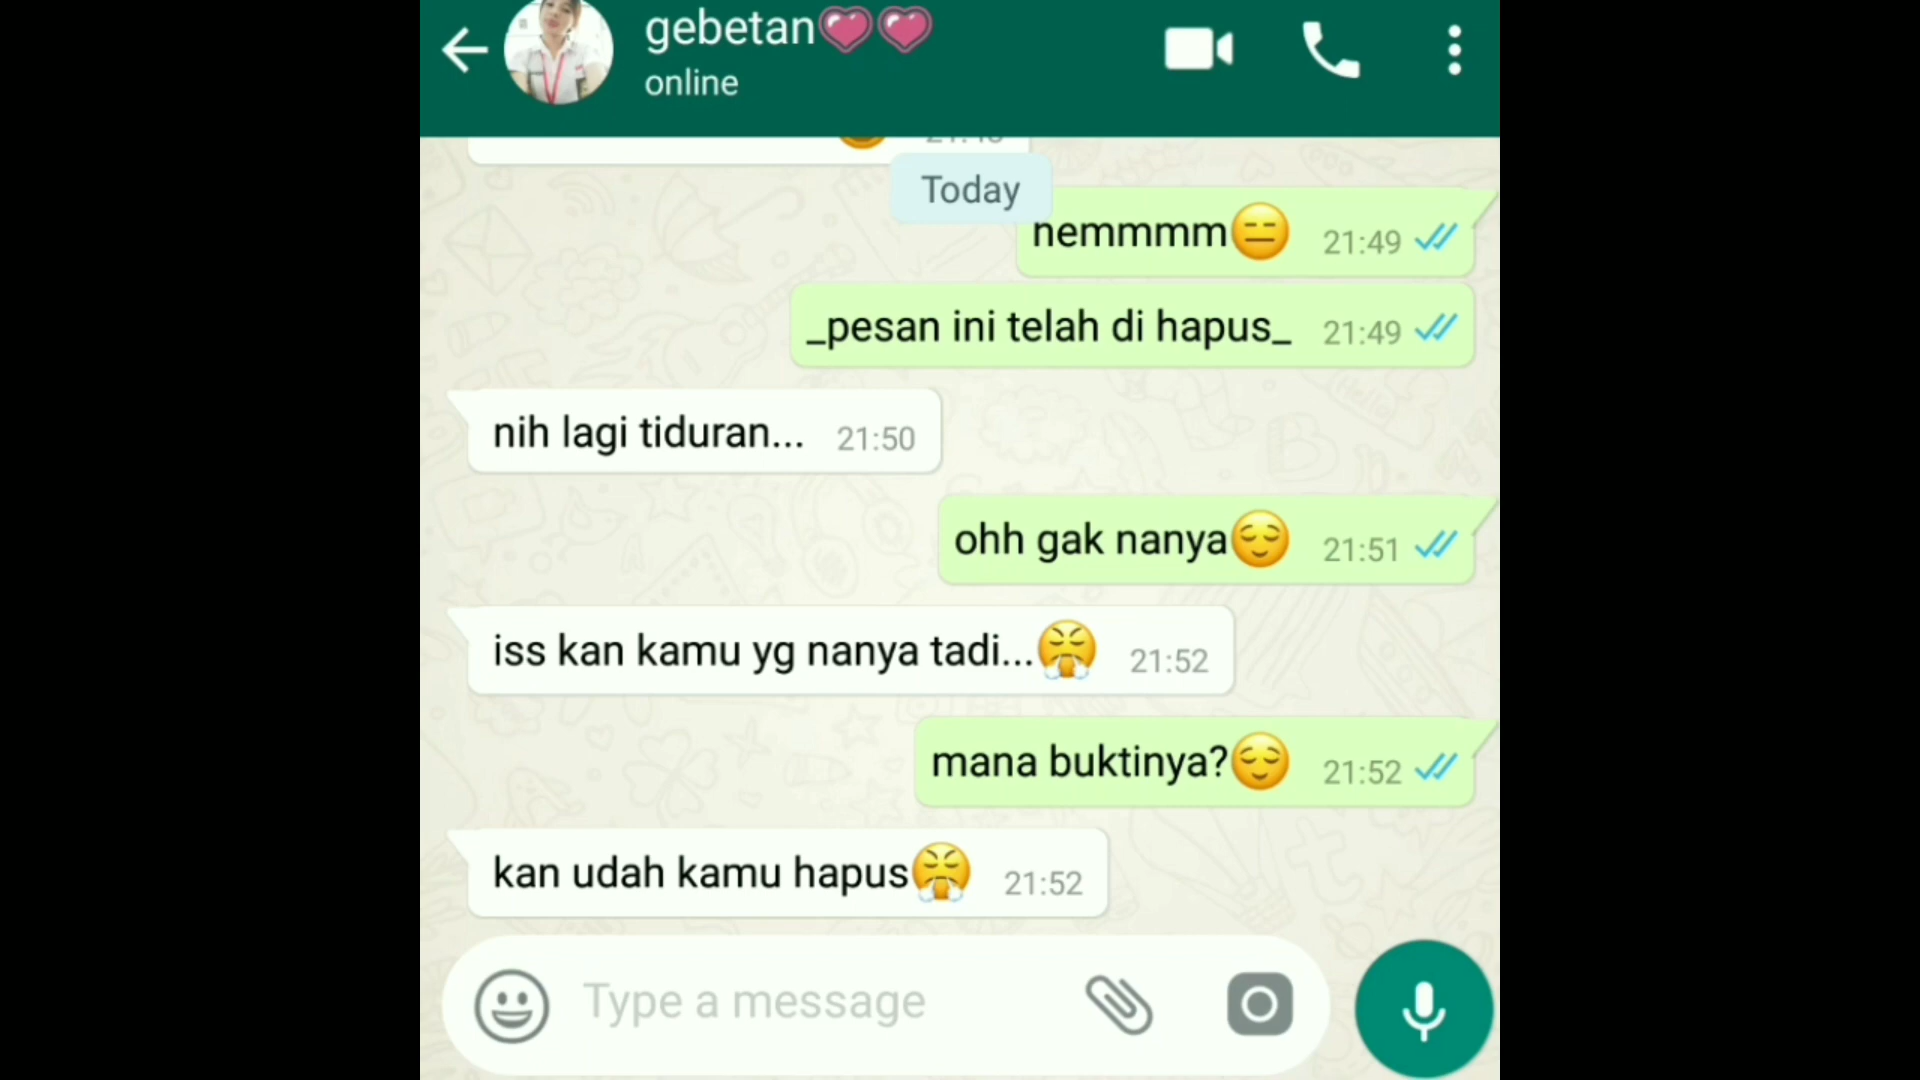 gebetan💗💗
online
Today
hemmmm😑 21:49
_pesan ini telah di hapus_ 21:49
nih lagi tiduran... 21:50
ohh gak nanya😌 21:51
iss kan kamu yg nanya tadi...😤 21:52
mana buktinya?😌 21:52
kan udah kamu hapus😤 21:52
Type a message